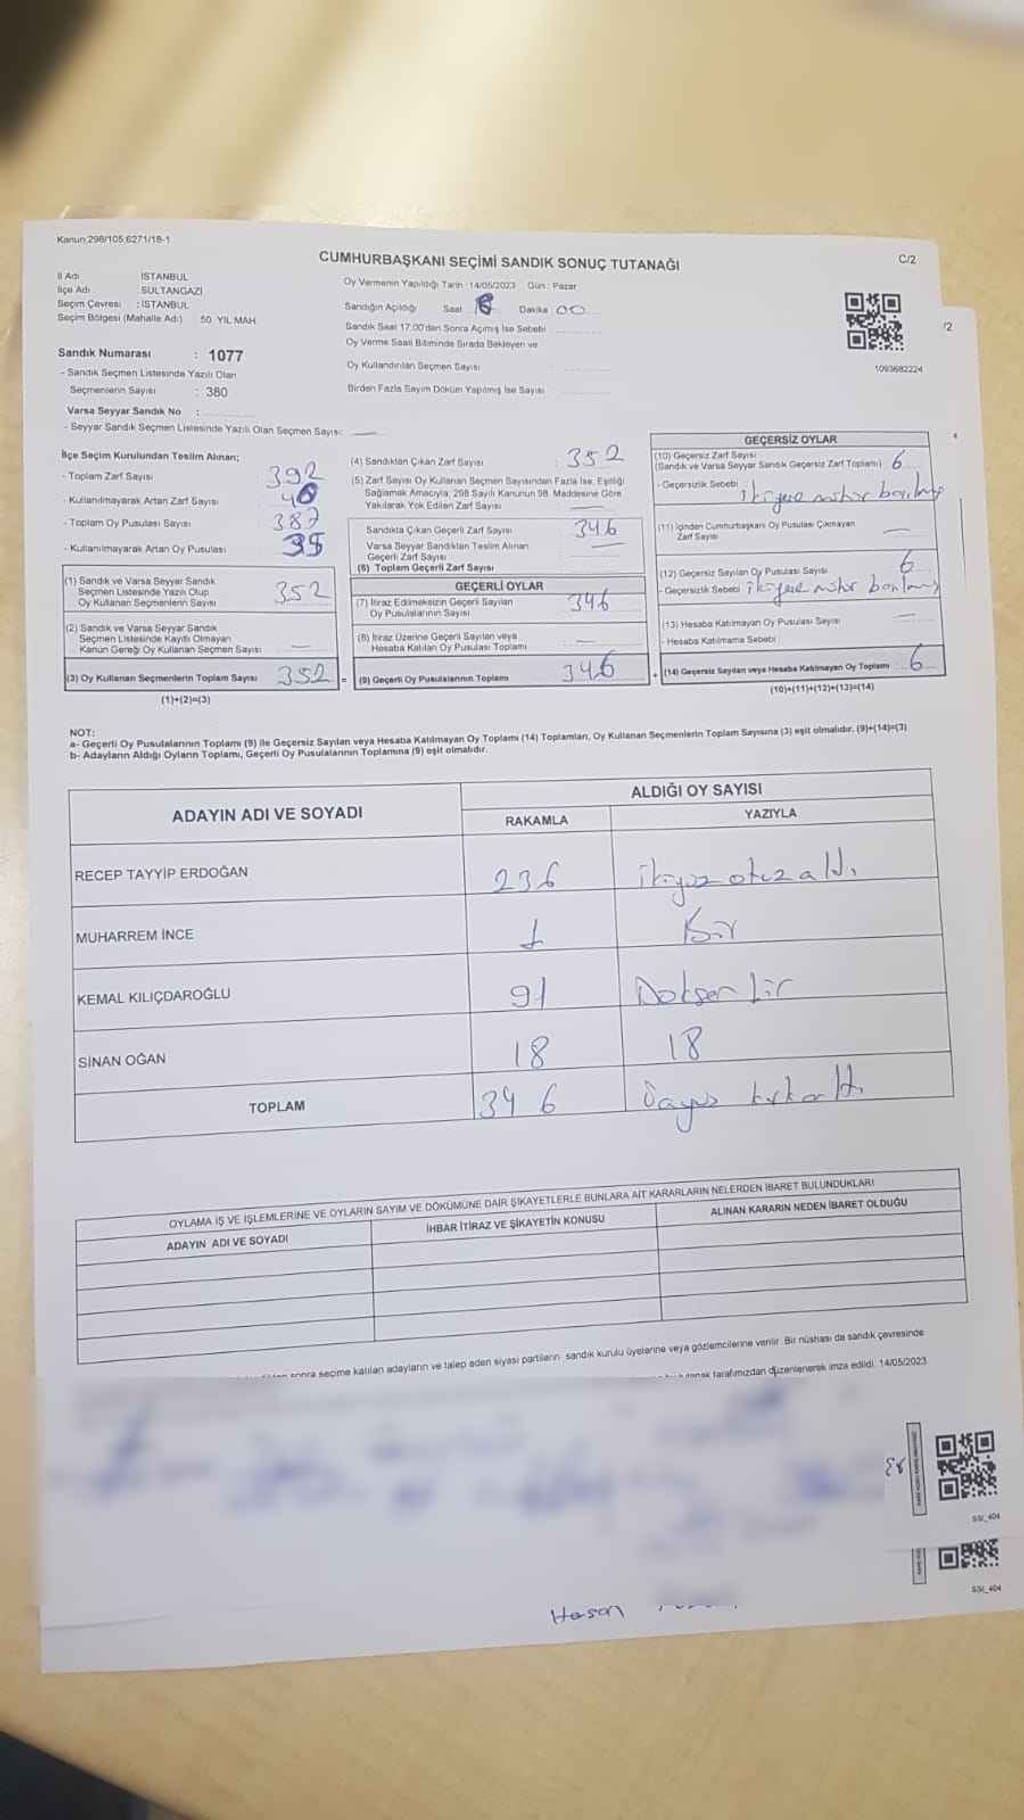 Kanun;298/105,6271/18-1
C/2
CUMHURBAŞKANI SEÇİMİ SANDIK SONUÇ TUTANAĞI
İl Adı : İSTANBUL
İlçe Adı : SULTANGAZİ
Seçim Çevresi : İSTANBUL
Seçim Bölgesi (Mahalle Adı) 50. YIL MAH.
Oy Vermenin Yapıldığı Tarih :14/05/2023 Gün : Pazar
Sandığın Açıldığı Saat Dakika 00
Sandık Saat 17.00'dan Sonra Açımış İse Sebebi
Oy Verme Saati Bitiminde Sırada Bekleyen ve
Oy Kullandırılan Seçmen Sayısı
Birden Fazla Sayım Döküm Yapılmış İse Sayısı
/2
1093682224
Sandık Numarası : 1077
- Sandık Seçmen Listesinde Yazılı Olan
Seçmenlerin Sayısı : 380
Varsa Seyyar Sandık No :
- Seyyar Sandık Seçmen Listesinde Yazılı Olan Seçmen Sayısı: —
İlçe Seçim Kurulundan Teslim Alınan;
- Toplam Zarf Sayısı 392
- Kullanılmayarak Artan Zarf Sayısı 40
- Toplam Oy Pusulası Sayısı 387
- Kullanılmayarak Artan Oy Pusulası 35
(1) Sandık ve Varsa Seyyar Sandık
Seçmen Listesinde Yazılı Olup
Oy Kullanan Seçmenlerin Sayısı 352
(2) Sandık ve Varsa Seyyar Sandık
Seçmen Listesinde Kayıtlı Olmayan
Kanun Gereği Oy Kullanan Seçmen Sayısı —
(3) Oy Kullanan Seçmenlerin Toplam Sayısı 352 =
(1)+(2)=(3)
(4) Sandıktan Çıkan Zarf Sayısı : 352
(5) Zarf Sayısı Oy Kullanan Seçmen Sayısından Fazla İse, Eşitliği
Sağlamak Amacıyla, 298 Sayılı Kanunun 98. Maddesine Göre
Yakılarak Yok Edilen Zarf Sayısı —
Sandıkta Çıkan Geçerli Zarf Sayısı 346
Varsa Seyyar Sandıktan Teslim Alınan
Geçerli Zarf Sayısı —
(6) Toplam Geçerli Zarf Sayısı
GEÇERLİ OYLAR
(7) İtiraz Edilmeksizin Geçerli Sayılan
Oy Pusulalarının Sayısı 346
(8) İtiraz Üzerine Geçerli Sayılan veya
Hesaba Katılan Oy Pusulası Toplamı —
(9) Geçerli Oy Pusulalarının Toplamı 346 +
GEÇERSİZ OYLAR
(10) Geçersiz Zarf Sayısı
(Sandık ve Varsa Seyyar Sandık Geçersiz Zarf Toplamı) 6
- Geçersizlik Sebebi
(11) İçinden Cumhurbaşkanı Oy Pusulası Çıkmayan
Zarf Sayısı —
(12) Geçersiz Sayılan Oy Pusulası Sayısı 6
- Geçersizlik Sebebi
(13) Hesaba Katılmayan Oy Pusulası Sayısı —
- Hesaba Katılmama Sebebi
(14) Geçersiz Sayılan veya Hesaba Katılmayan Oy Toplamı 6
(10)+(11)+(12)+(13)=(14)
NOT:
a- Geçerli Oy Pusulalarının Toplamı (9) ile Geçersiz Sayılan veya Hesaba Katılmayan Oy Toplamı (14) Toplamları, Oy Kullanan Seçmenlerin Toplam Sayısına (3) eşit olmalıdır. (9)+(14)=(3)
b- Adayların Aldığı Oyların Toplamı, Geçerli Oy Pusulalarının Toplamına (9) eşit olmalıdır.
ADAYIN ADI VE SOYADI ALDIĞI OY SAYISI
RAKAMLA YAZIYLA
RECEP TAYYİP ERDOĞAN 236 ikiyüz otuz altı
MUHARREM İNCE 1 Bir
KEMAL KILIÇDAROĞLU 91 Doksan bir
SİNAN OĞAN 18 18
TOPLAM 346 üçyüz kırk altı
OYLAMA İŞ VE İŞLEMLERİNE VE OYLARIN SAYIM VE DÖKÜMÜNE DAİR ŞİKAYETLERLE BUNLARA AİT KARARLARIN NELERDEN İBARET BULUNDUKLARI
ADAYIN ADI VE SOYADI İHBAR İTİRAZ VE ŞİKAYETİN KONUSU ALINAN KARARIN NEDEN İBARET OLDUĞU
sonra seçime katılan adayların ve talep eden siyasi partilerin sandık kurulu üyelerine veya gözlemcilerine verilir. Bir nüshası da sandık çevresinde
tarafımızdan düzenlenerek imza edildi. 14/05/2023
SSI_404
SSI_404
Hasan